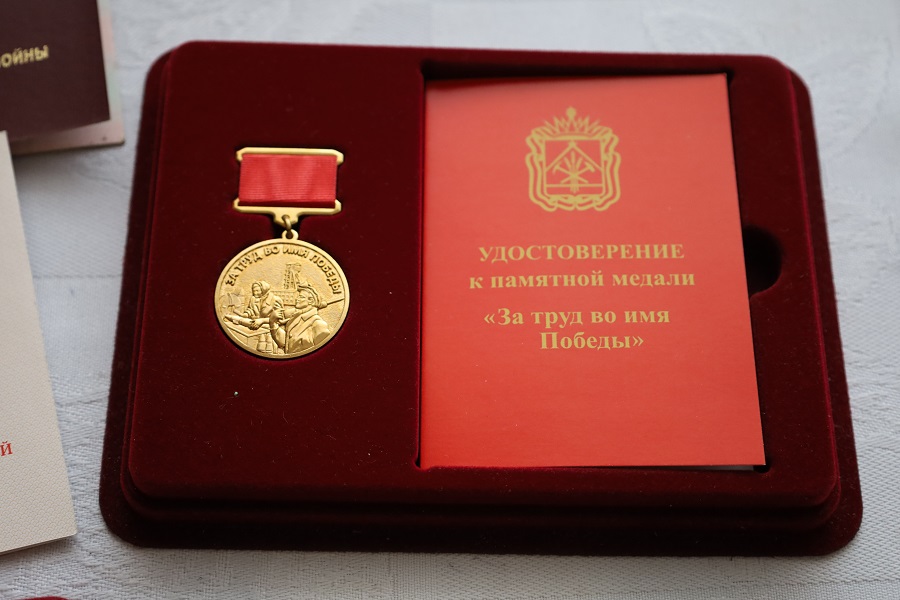 ойны
ЗА ТРУД ВО ИМЯ ПОБЕДЫ
УДОСТОВЕРЕНИЕ
к памятной медали
«За труд во имя
Победы»
й